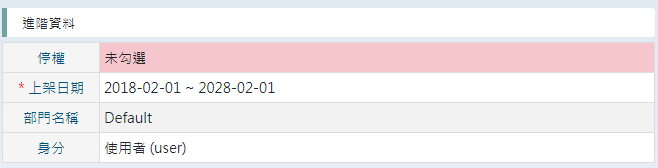 進階資料
停權 未勾選
* 上架日期 2018-02-01 ~ 2028-02-01
部門名稱 Default
身分 使用者 (user)